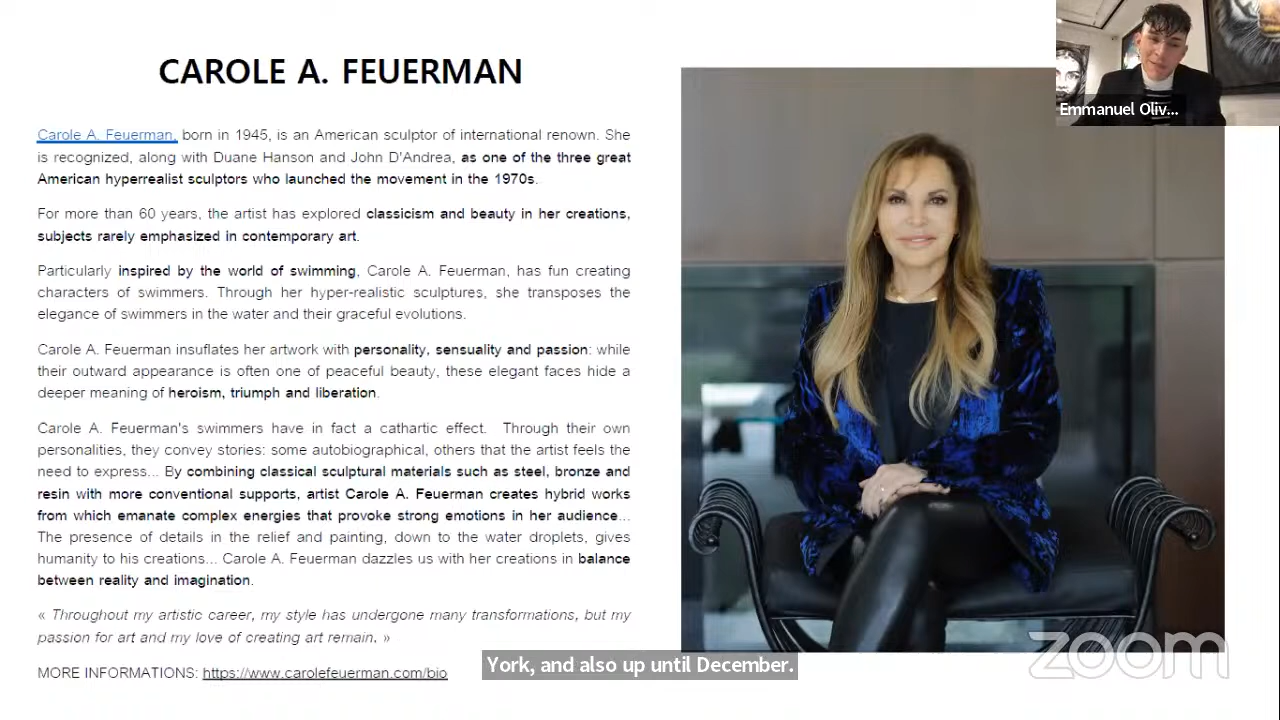 CAROLE A. FEUERMAN
Emmanuel Oliv...
Carole A. Feuerman, born in 1945, is an American sculptor of international renown. She
is recognized, along with Duane Hanson and John D'Andrea, as one of the three great
American hyperrealist sculptors who launched the movement in the 1970s.
For more than 60 years, the artist has explored classicism and beauty in her creations,
subjects rarely emphasized in contemporary art.
Particularly inspired by the world of swimming, Carole A. Feuerman, has fun creating
characters of swimmers. Through her hyper-realistic sculptures, she transposes the
elegance of swimmers in the water and their graceful evolutions.
Carole A. Feuerman insuflates her artwork with personality, sensuality and passion: while
their outward appearance is often one of peaceful beauty, these elegant faces hide a
deeper meaning of heroism, triumph and liberation.
Carole A. Feuerman's swimmers have in fact a cathartic effect. Through their own
personalities, they convey stories: some autobiographical, others that the artist feels the
need to express... By combining classical sculptural materials such as steel, bronze and
resin with more conventional supports, artist Carole A. Feuerman creates hybrid works
from which emanate complex energies that provoke strong emotions in her audience...
The presence of details in the relief and painting, down to the water droplets, gives
humanity to his creations... Carole A. Feuerman dazzles us with her creations in balance
between reality and imagination.
« Throughout my artistic career, my style has undergone many transformations, but my
passion for art and my love of creating art remain. »
MORE INFORMATIONS: https://www.carolefeuerman.com/bio
York, and also up until December.
zoom